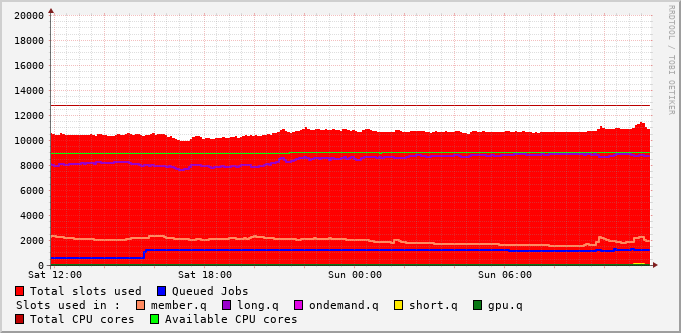 RRDTOOL / TOBI OETIKER
20000
18000
16000
14000
12000
10000
8000
6000
4000
2000
0
Sat 12:00 Sat 18:00 Sun 00:00 Sun 06:00
Total slots used Queued Jobs
Slots used in : member.q long.q ondemand.q short.q gpu.q
Total CPU cores Available CPU cores